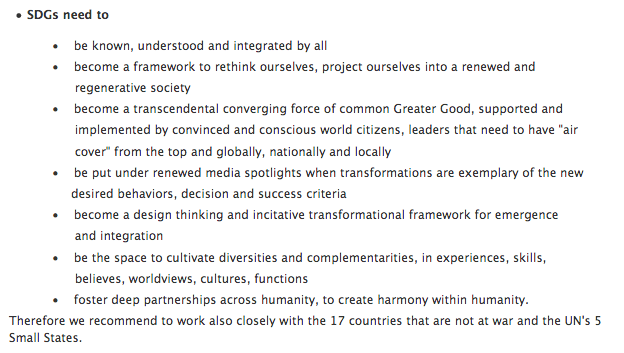 • SDGs need to
• be known, understood and integrated by all
• become a framework to rethink ourselves, project ourselves into a renewed and
regenerative society
• become a transcendental converging force of common Greater Good, supported and
implemented by convinced and conscious world citizens, leaders that need to have "air
cover" from the top and globally, nationally and locally
• be put under renewed media spotlights when transformations are exemplary of the new
desired behaviors, decision and success criteria
• become a design thinking and incitative transformational framework for emergence
and integration
• be the space to cultivate diversities and complementarities, in experiences, skills,
believes, worldviews, cultures, functions
• foster deep partnerships across humanity, to create harmony within humanity.
Therefore we recommend to work also closely with the 17 countries that are not at war and the UN's 5
Small States.